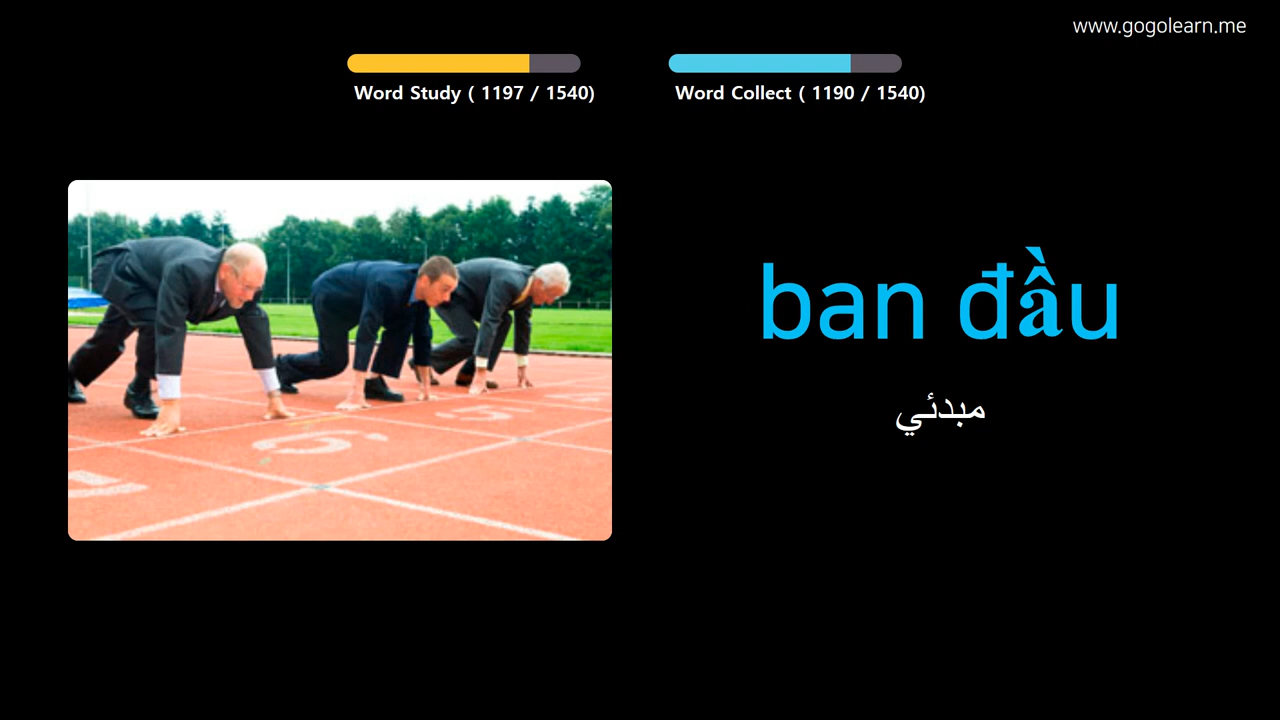 www.gogolearn.me
Word Study ( 1197 / 1540)
Word Collect ( 1190 / 1540)
ban đầu
مبدئي